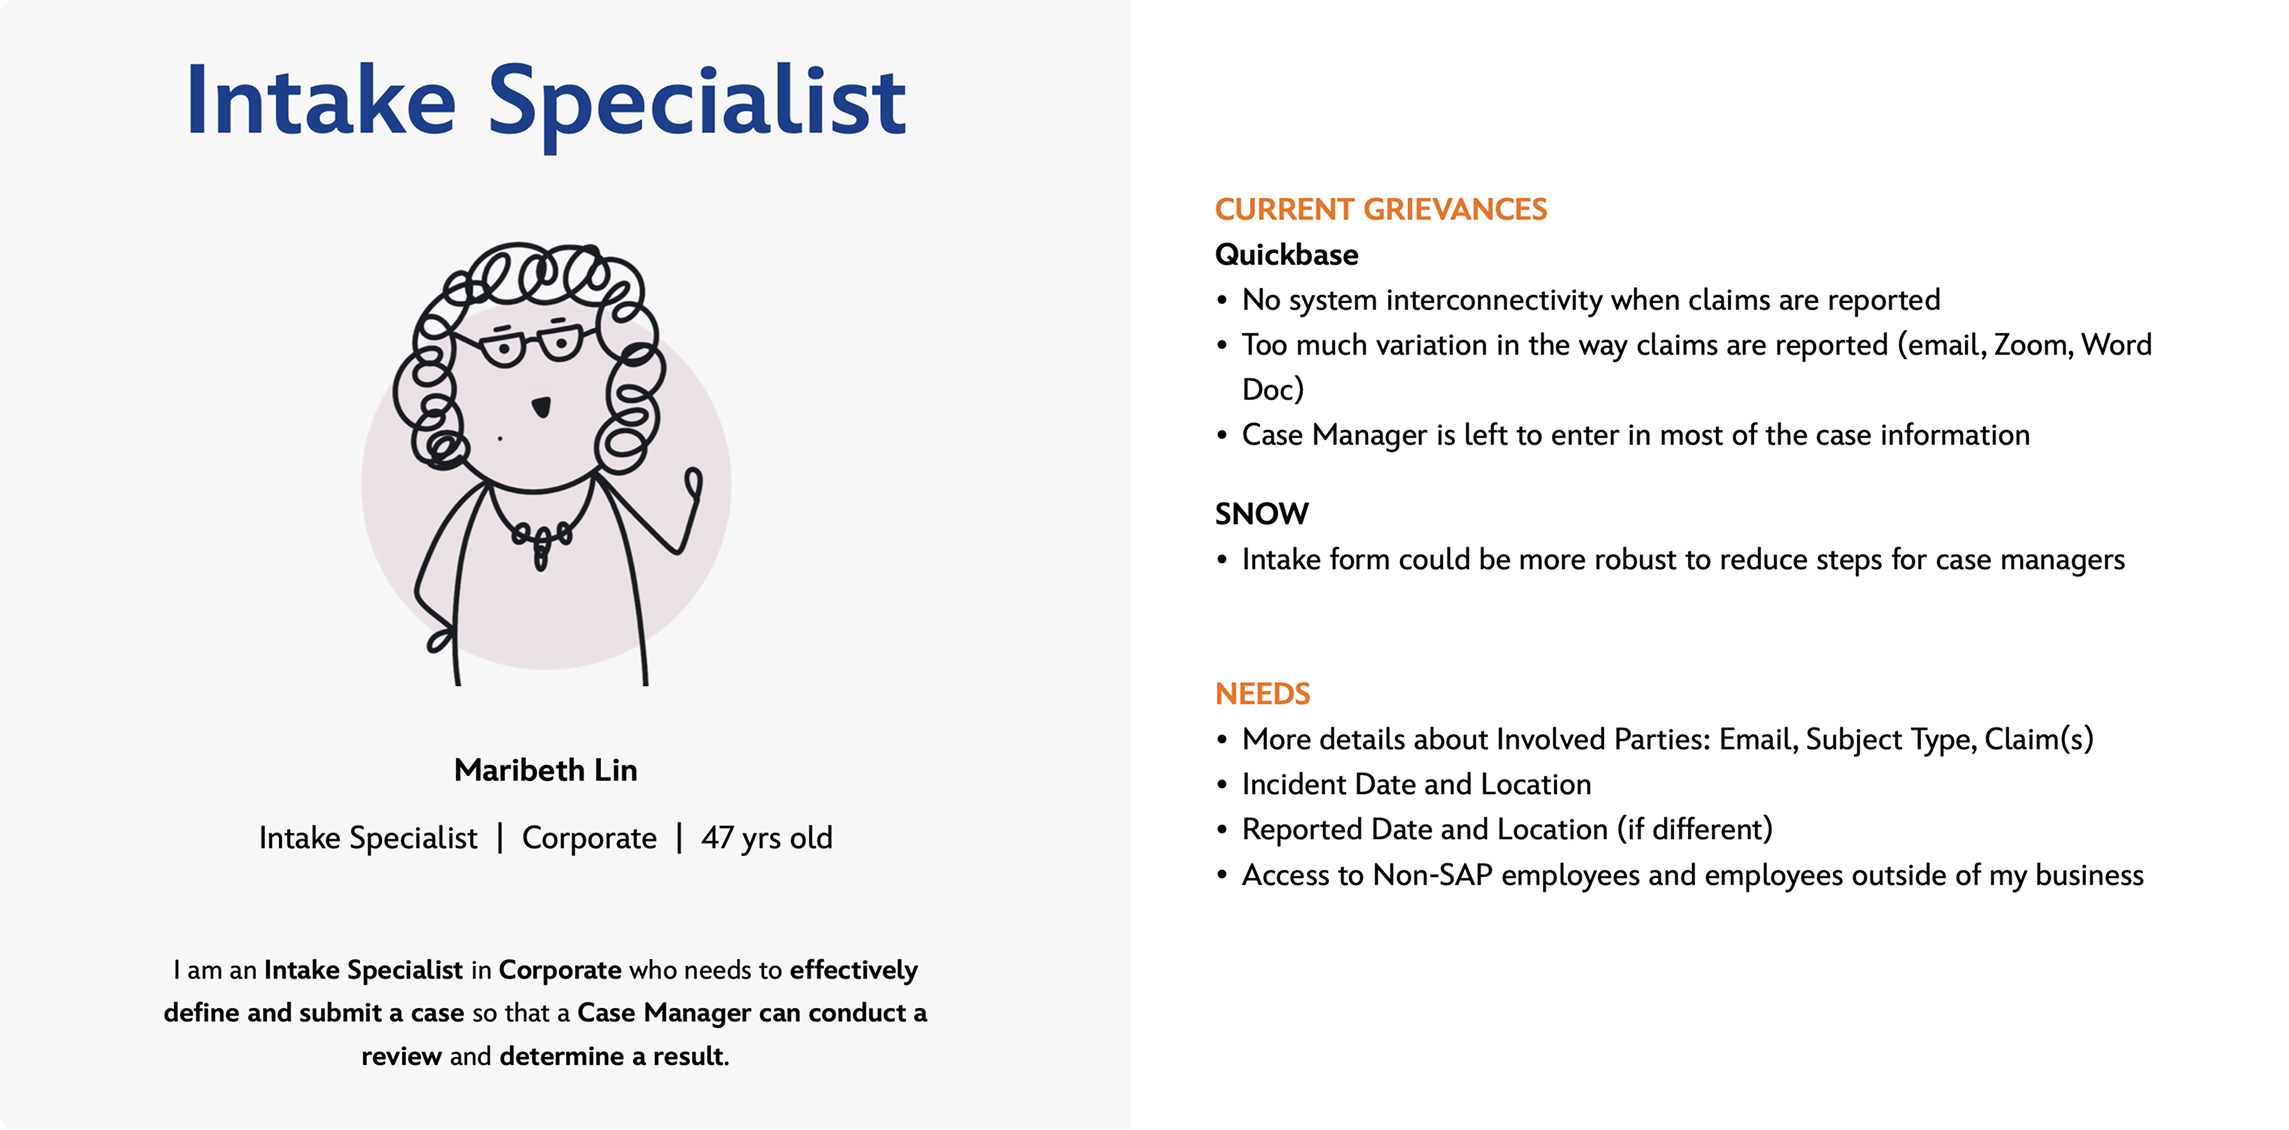 Intake Specialist
Maribeth Lin
Intake Specialist | Corporate | 47 yrs old
I am an Intake Specialist in Corporate who needs to effectively
define and submit a case so that a Case Manager can conduct a
review and determine a result.
CURRENT GRIEVANCES
Quickbase
• No system interconnectivity when claims are reported
• Too much variation in the way claims are reported (email, Zoom, Word
Doc)
• Case Manager is left to enter in most of the case information
SNOW
• Intake form could be more robust to reduce steps for case managers
NEEDS
• More details about Involved Parties: Email, Subject Type, Claim(s)
• Incident Date and Location
• Reported Date and Location (if different)
• Access to Non-SAP employees and employees outside of my business